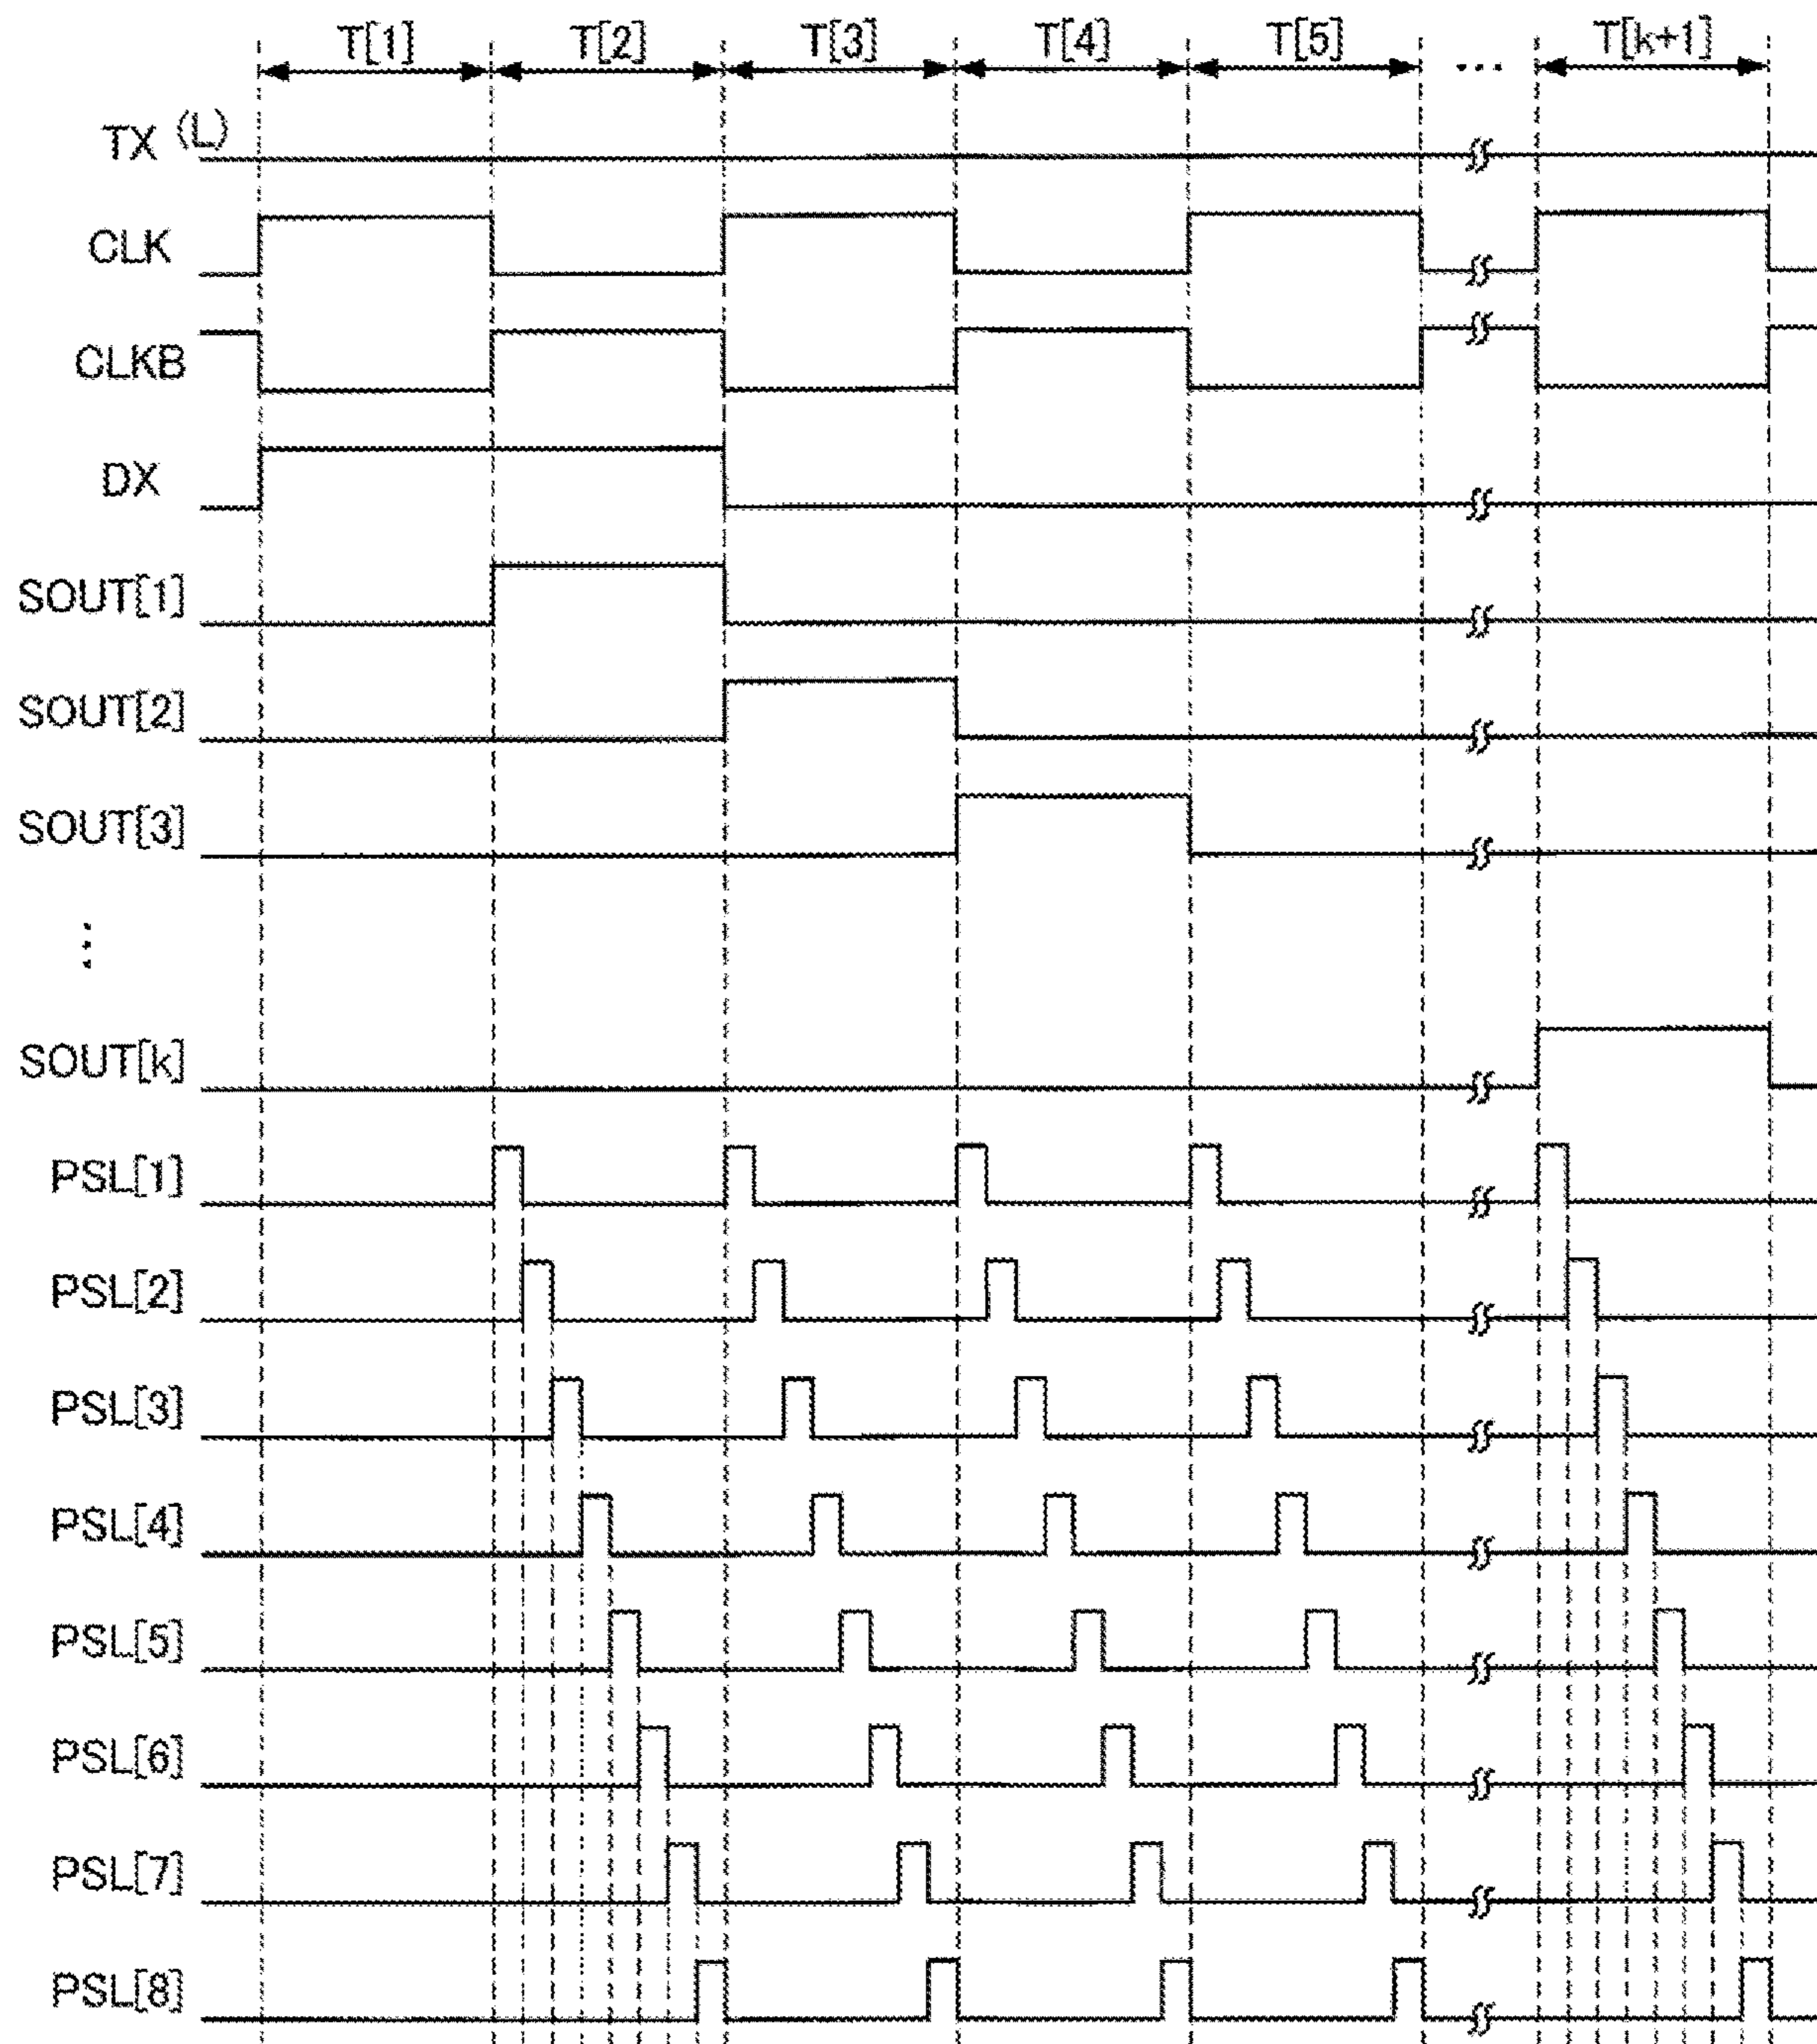 T[1] T[2] T[3] T[4] T[5] ... T[k+1]
TX (L)
CLK
CLKB
DX
SOUT[1]
SOUT[2]
SOUT[3]
...
SOUT[k]
PSL[1]
PSL[2]
PSL[3]
PSL[4]
PSL[5]
PSL[6]
PSL[7]
PSL[8]